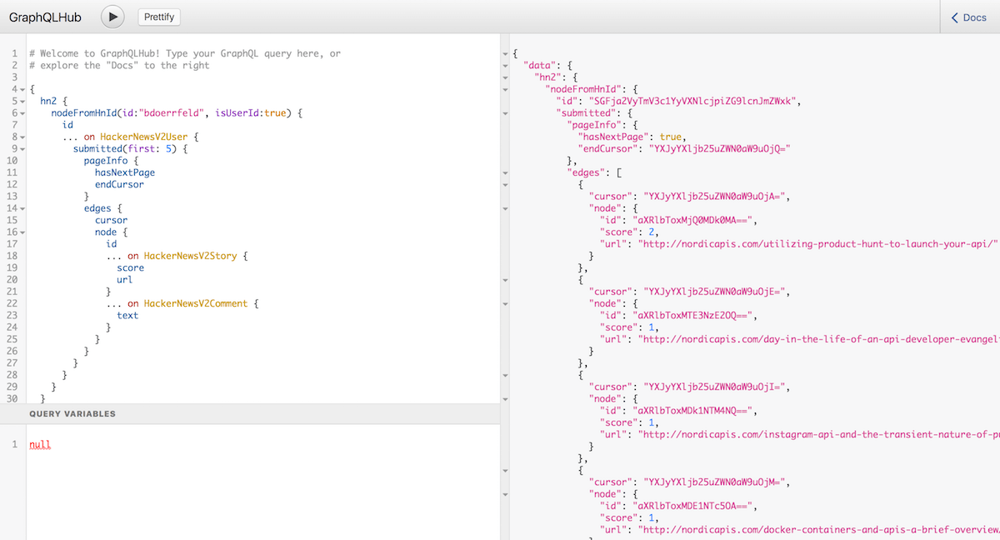 GraphQLHub
Prettify
Docs
1 # Welcome to GraphQLHub! Type your GraphQL query here, or
2 # explore the "Docs" to the right
3
4 {
5 hn2 {
6 nodeFromHnId(id:"bdoerrfeld", isUserId:true) {
7 id
8 ... on HackerNewsV2User {
9 submitted(first: 5) {
10 pageInfo {
11 hasNextPage
12 endCursor
13 }
14 edges {
15 cursor
16 node {
17 id
18 ... on HackerNewsV2Story {
19 score
20 url
21 }
22 ... on HackerNewsV2Comment {
23 text
24 }
25 }
26 }
27 }
28 }
29 }
30 }
QUERY VARIABLES
1 null
{
"data": {
"hn2": {
"nodeFromHnId": {
"id": "SGFja2VyTmV3c1YyVXNlcjpiZG9lcnJmZWxk",
"submitted": {
"pageInfo": {
"hasNextPage": true,
"endCursor": "YXJyYXljb25uZWN0aW9uOjQ="
},
"edges": [
{
"cursor": "YXJyYXljb25uZWN0aW9uOjA=",
"node": {
"id": "aXRlbToxMjQ0MDk0MA==",
"score": 2,
"url": "http://nordicapis.com/utilizing-product-hunt-to-launch-your-api/"
}
},
{
"cursor": "YXJyYXljb25uZWN0aW9uOjE=",
"node": {
"id": "aXRlbToxMTE3NzE2OQ==",
"score": 1,
"url": "http://nordicapis.com/day-in-the-life-of-an-api-developer-evangel
}
},
{
"cursor": "YXJyYXljb25uZWN0aW9uOjI=",
"node": {
"id": "aXRlbToxMDk1NTM4NQ==",
"score": 1,
"url": "http://nordicapis.com/instagram-api-and-the-transient-nature-of-p
}
},
{
"cursor": "YXJyYXljb25uZWN0aW9uOjM=",
"node": {
"id": "aXRlbToxMDE1NTc5OA==",
"score": 1,
"url": "http://nordicapis.com/docker-containers-and-apis-a-brief-overview